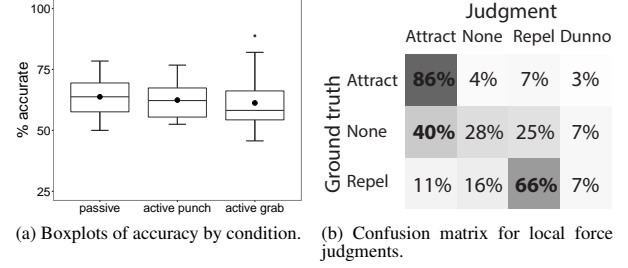 100
75
50
25
% accurate
passive active punch active grab
(a) Boxplots of accuracy by condition.
Judgment
Attract None Repel Dunno
Ground truth
Attract 86% 4% 7% 3%
None 40% 28% 25% 7%
Repel 11% 16% 66% 7%
(b) Confusion matrix for local force
judgments.